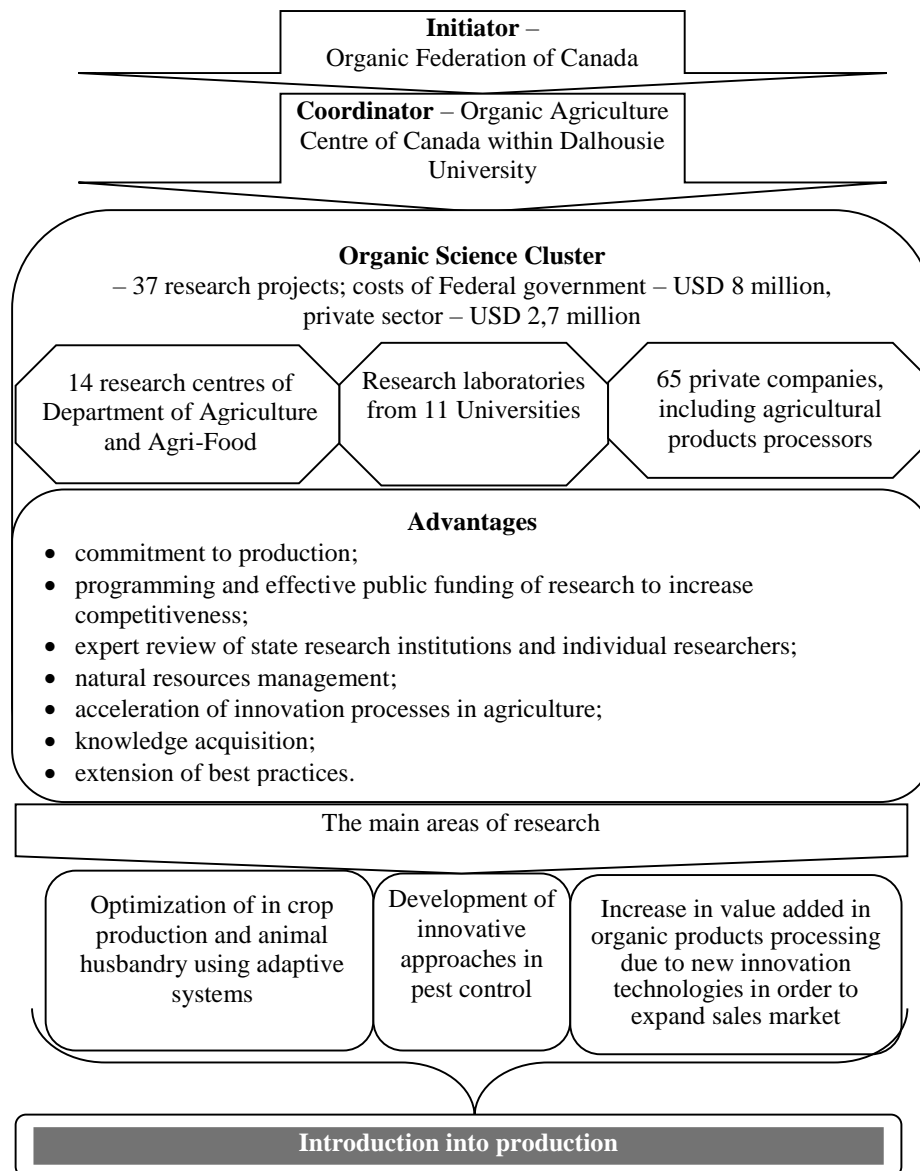 Initiator –
Organic Federation of Canada
Coordinator – Organic Agriculture
Centre of Canada within Dalhousie
University
Organic Science Cluster
– 37 research projects; costs of Federal government – USD 8 million,
private sector – USD 2,7 million
14 research centres of
Department of Agriculture
and Agri-Food
Research laboratories
from 11 Universities
65 private companies,
including agricultural
products processors
Advantages
• commitment to production;
• programming and effective public funding of research to increase
competitiveness;
• expert review of state research institutions and individual researchers;
• natural resources management;
• acceleration of innovation processes in agriculture;
• knowledge acquisition;
• extension of best practices.
The main areas of research
Optimization of in crop
production and animal
husbandry using adaptive
systems
Development of
innovative
approaches in
pest control
Increase in value added in
organic products processing
due to new innovation
technologies in order to
expand sales market
Introduction into production